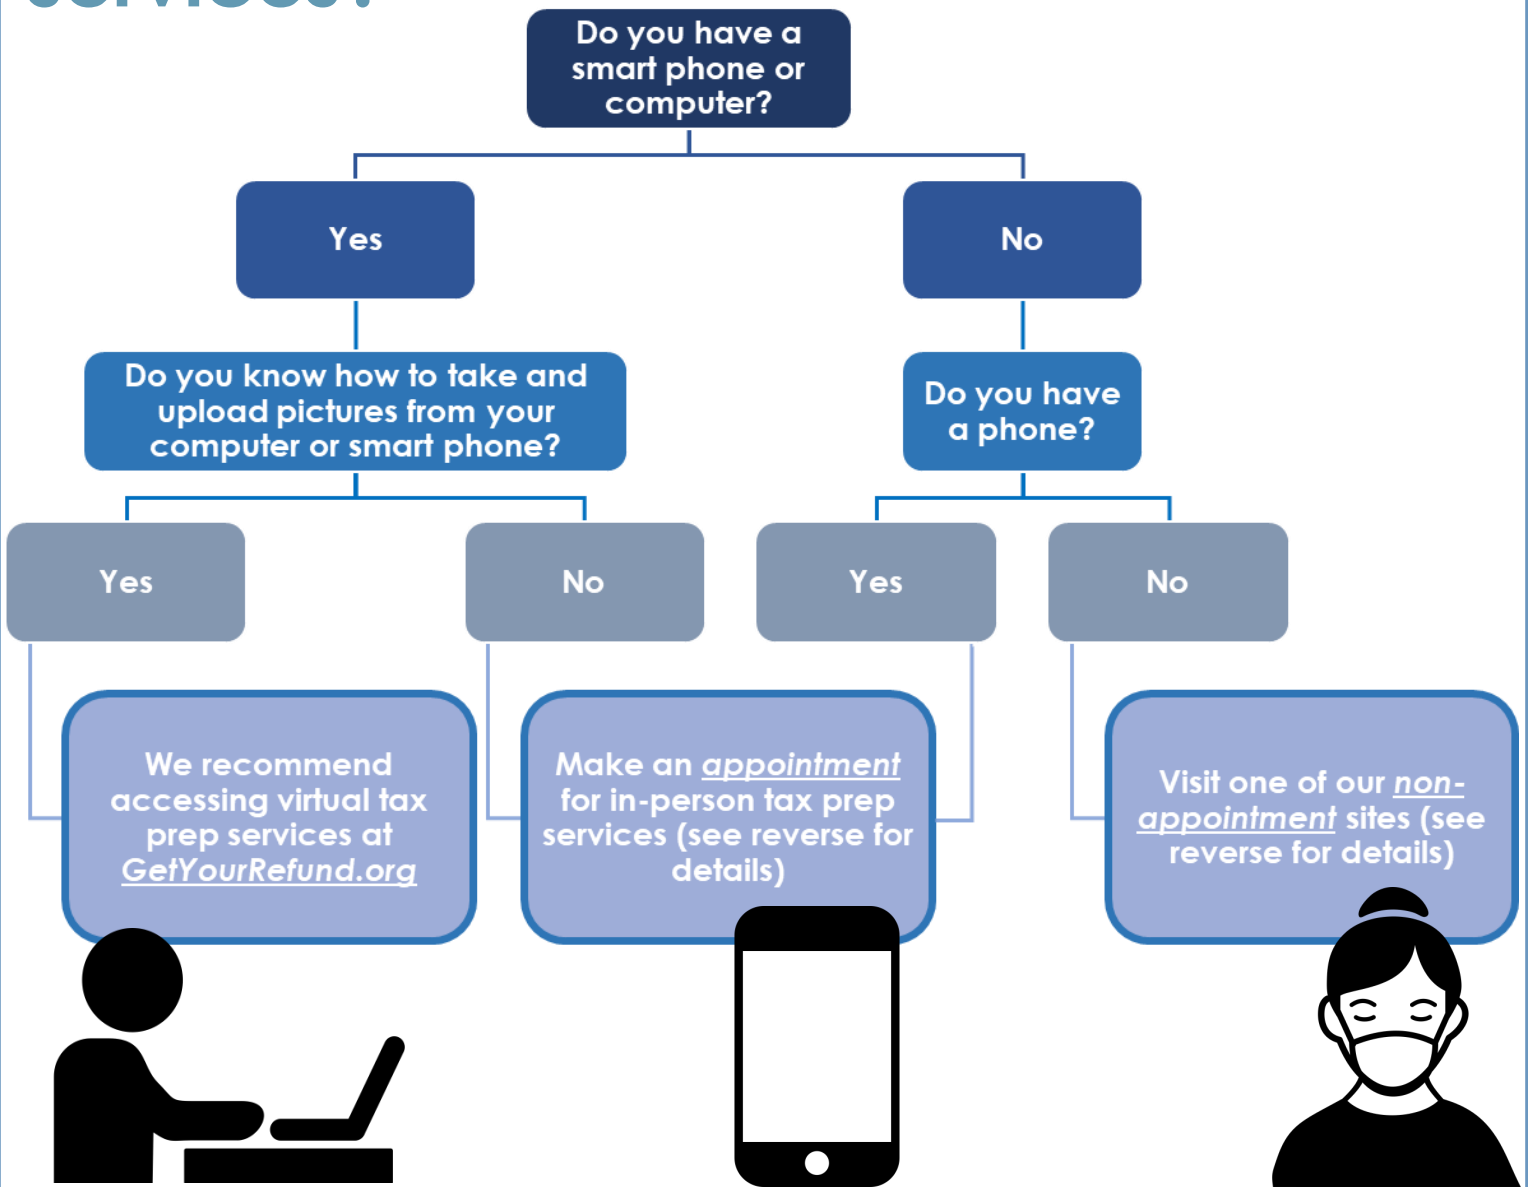 services?
Do you have a
smart phone or
computer?
Yes
No
Do you know how to take and
upload pictures from your
computer or smart phone?
Do you have
a phone?
Yes
No
Yes
No
We recommend
accessing virtual tax
prep services at
GetYourRefund.org
Make an appointment
for in-person tax prep
services (see reverse for
details)
Visit one of our non-
appointment sites (see
reverse for details)